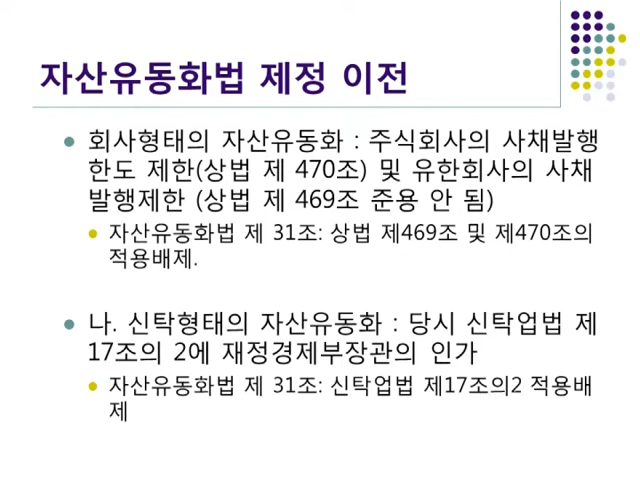 자산유동화법 제정 이전
회사형태의 자산유동화 : 주식회사의 사채발행
한도 제한(상법 제 470조) 및 유한회사의 사채
발행제한 (상법 제 469조 준용 안 됨)
자산유동화법 제 31조: 상법 제469조 및 제470조의
적용배제.
나. 신탁형태의 자산유동화 : 당시 신탁업법 제
17조의 2에 재정경제부장관의 인가
자산유동화법 제 31조: 신탁업법 제17조의2 적용배
제